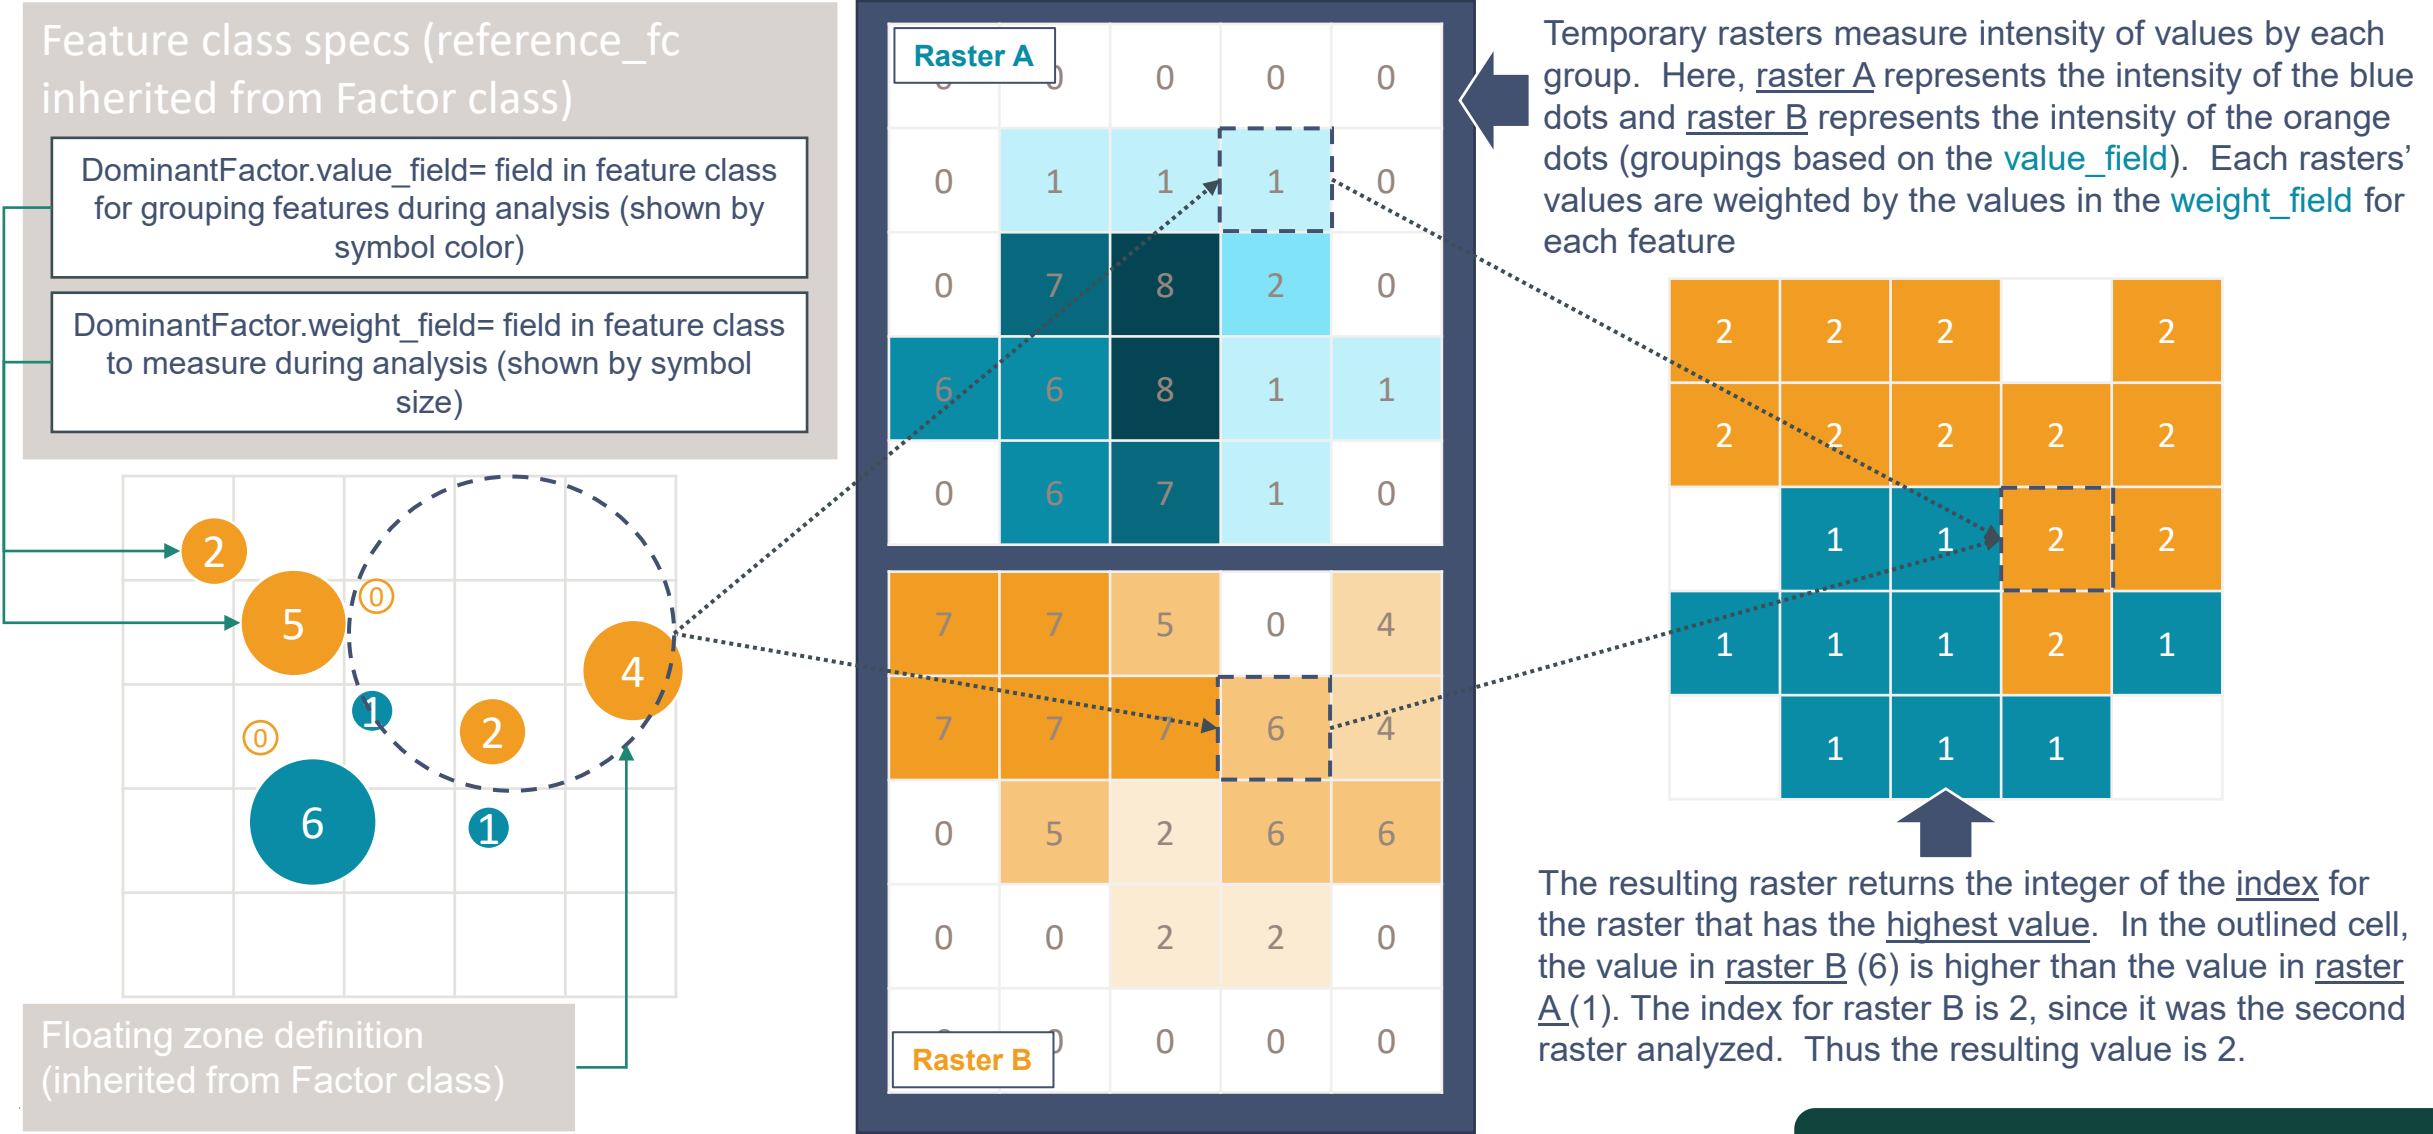 Feature class specs (reference_fc
inherited from Factor class)
DominantFactor.value_field= field in feature class
for grouping features during analysis (shown by
symbol color)
DominantFactor.weight_field= field in feature class
to measure during analysis (shown by symbol
size)
2
5
0
4
1
2
0
6
1
Floating zone definition
(inherited from Factor class)
Raster A
0 0 0
0 1 1 1 0
0 7 8 2 0
6 6 8 1 1
0 6 7 1 0
7 7 5 0 4
7 7 7 6 4
0 5 2 6 6
0 0 2 2 0
0 0 0
Raster B
Temporary rasters measure intensity of values by each
group. Here, raster A represents the intensity of the blue
dots and raster B represents the intensity of the orange
dots (groupings based on the value_field). Each rasters’
values are weighted by the values in the weight_field for
each feature
2 2 2 2
2 2 2 2 2
1 1 2 2
1 1 1 2 1
1 1 1
The resulting raster returns the integer of the index for
the raster that has the highest value. In the outlined cell,
the value in raster B (6) is higher than the value in raster
A (1). The index for raster B is 2, since it was the second
raster analyzed. Thus the resulting value is 2.